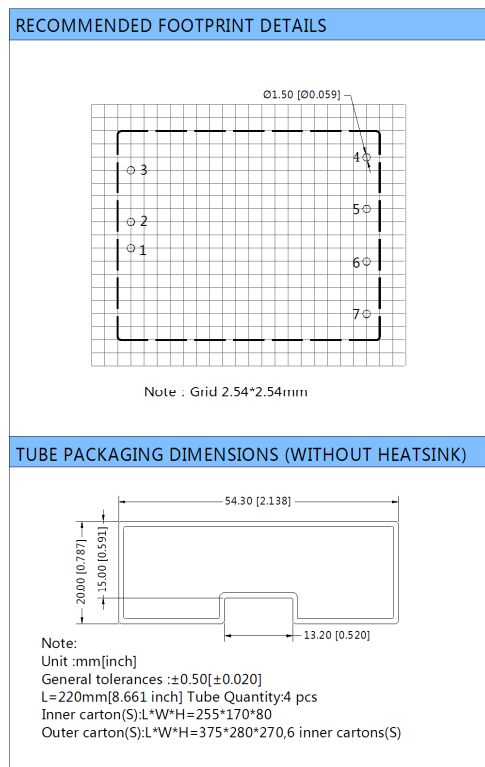 RECOMMENDED FOOTPRINT DETAILS
Ø1.50 [Ø0.059]
4
3
5
2
1
6
7
Note : Grid 2.54*2.54mm
TUBE PACKAGING DIMENSIONS (WITHOUT HEATSINK)
54.30 [2.138]
20.00 [0.787]
15.00 [0.591]
13.20 [0.520]
Note:
Unit :mm[inch]
General tolerances :±0.50[±0.020]
L=220mm[8.661 inch] Tube Quantity:4 pcs
Inner carton(S):L*W*H=255*170*80
Outer carton(S):L*W*H=375*280*270,6 inner cartons(S)